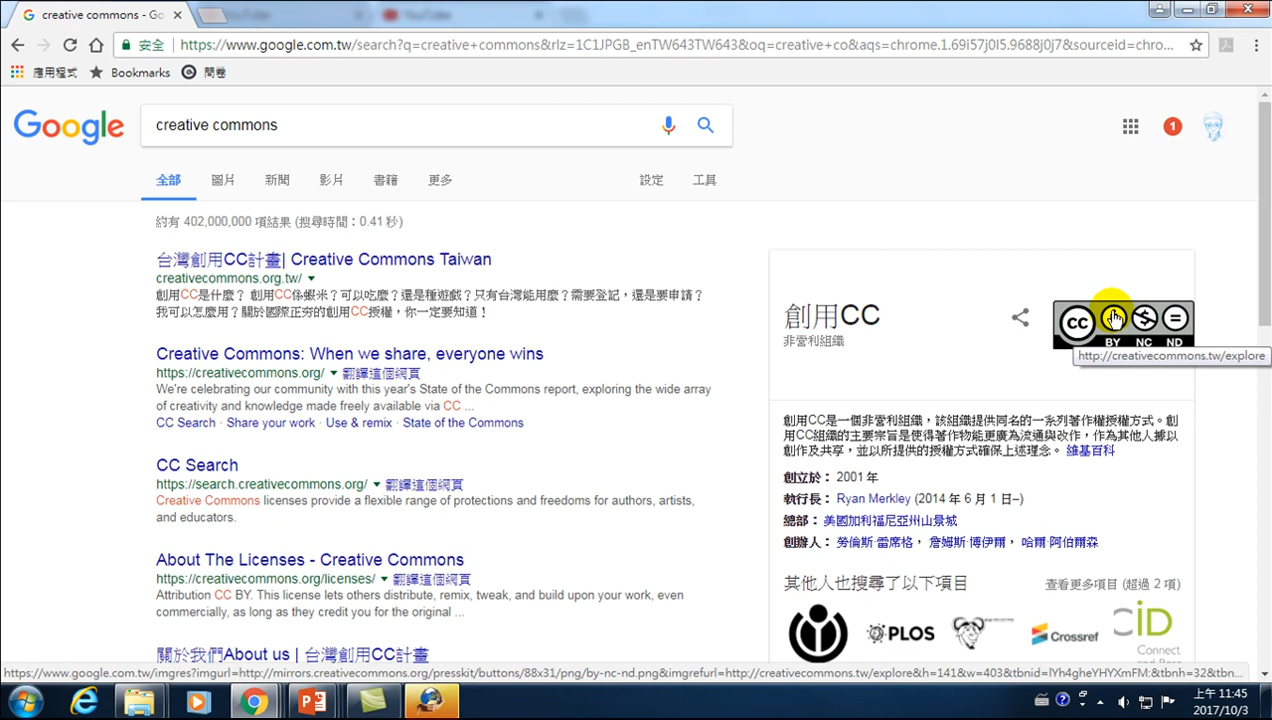 creative commons - Go
YouTube
YouTube
安全
https://www.google.com.tw/search?q=creative+commons&rlz=1C1JPGB_enTW643TW643&oq=creative+co&aqs=chrome.1.69i57j0l5.9688j0j7&sourceid=chro...
應用程式
Bookmarks
問卷
Google
creative commons
1
全部
圖片
新聞
影片
書籍
更多
設定
工具
約有 402,000,000 項結果 (搜尋時間：0.41 秒)
台灣創用CC計畫| Creative Commons Taiwan
creativecommons.org.tw/
創用CC是什麼？ 創用CC係蝦米？可以吃麼？還是種遊戲？只有台灣能用麼？需要登記，還是要申請？
我可以怎麼用？關於國際正夯的創用CC授權，你一定要知道！
Creative Commons: When we share, everyone wins
https://creativecommons.org/ 翻譯這個網頁
We're celebrating our community with this year's State of the Commons report, exploring the wide array
of creativity and knowledge made freely available via CC ...
CC Search · Share your work · Use & remix · State of the Commons
CC Search
https://search.creativecommons.org/ 翻譯這個網頁
Creative Commons licenses provide a flexible range of protections and freedoms for authors, artists,
and educators.
About The Licenses - Creative Commons
https://creativecommons.org/licenses/ 翻譯這個網頁
Attribution CC BY. This license lets others distribute, remix, tweak, and build upon your work, even
commercially, as long as they credit you for the original ...
關於我們About us | 台灣創用CC計畫
創用CC
非營利組織
cc
BY NC ND
http://creativecommons.tw/explore
創用CC是一個非營利組織，該組織提供同名的一系列著作權授權方式。創
用CC組織的主要宗旨是使得著作物能更廣為流通與改作，作為其他人據以
創作及共享，並以所提供的授權方式確保上述理念。 維基百科
創立於： 2001 年
執行長： Ryan Merkley (2014 年 6 月 1 日–)
總部： 美國加利福尼亞州山景城
創辦人： 勞倫斯·雷席格， 詹姆斯·博伊爾， 哈爾·阿伯爾森
其他人也搜尋了以下項目
查看更多項目 (超過 2 項)
PLOS
Crossref
CiD
Connect
https://www.google.com.tw/imgres?imgurl=http://mirrors.creativecommons.org/presskit/buttons/88x31/png/by-nc-nd.png&imgrefurl=http://creativecommons.tw/explore&h=141&w=403&tbnid=lYh4gheYHYXmFM:&tbnh=32&tbn...
上午 11:45
2017/10/3